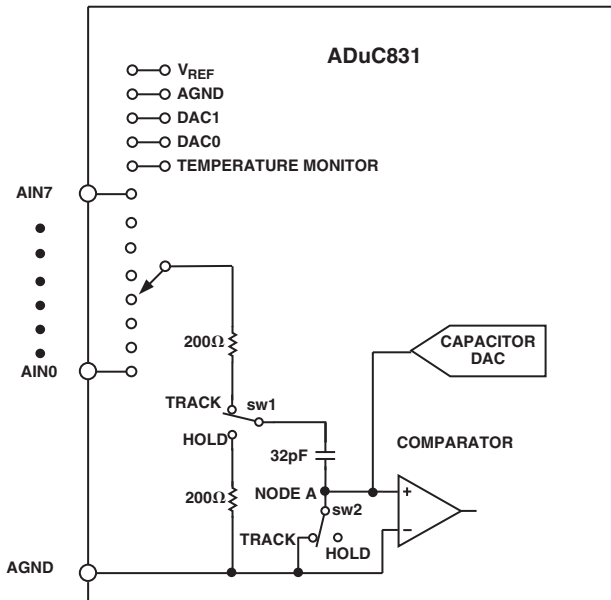 ADuC831
VREF
AGND
DAC1
DAC0
TEMPERATURE MONITOR
AIN7
200Ω
CAPACITOR
DAC
AIN0
TRACK
sw1
HOLD
COMPARATOR
32pF
200Ω
NODE A
+
sw2
−
TRACK
HOLD
AGND